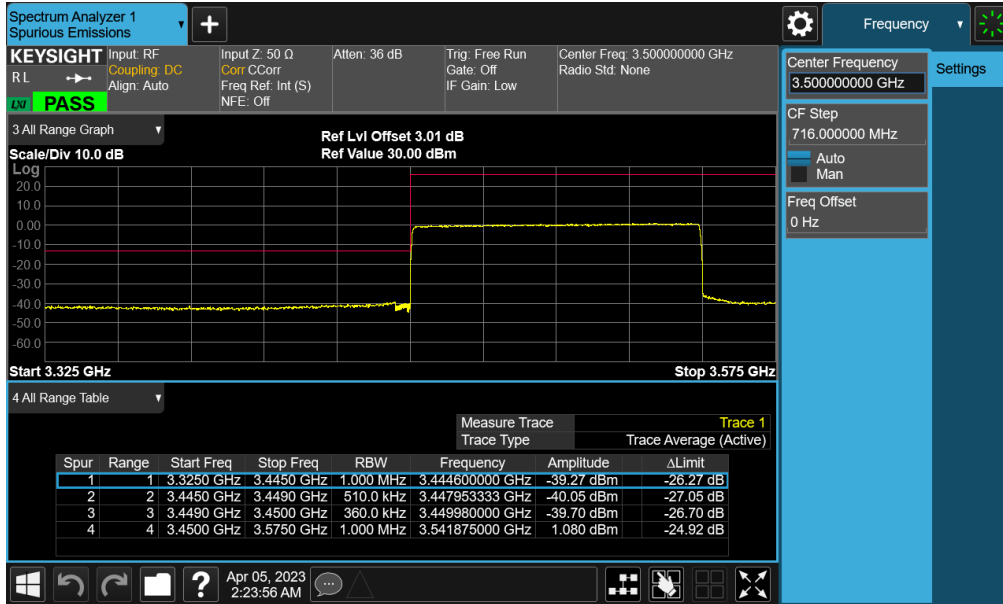 Spectrum Analyzer 1
Spurious Emissions
+
Frequency
KEYSIGHT
RL
LXI
PASS
Input: RF
Coupling: DC
Align: Auto
Input Z: 50 Ω
Corr CCorr
Freq Ref: Int (S)
NFE: Off
Atten: 36 dB
Trig: Free Run
Gate: Off
IF Gain: Low
Center Freq: 3.500000000 GHz
Radio Std: None
Center Frequency
3.500000000 GHz
Settings
CF Step
716.000000 MHz
Auto
Man
Freq Offset
0 Hz
3 All Range Graph
Ref Lvl Offset 3.01 dB
Scale/Div 10.0 dB
Ref Value 30.00 dBm
Log
20.0
10.0
0.00
-10.0
-20.0
-30.0
-40.0
-50.0
-60.0
Start 3.325 GHz
Stop 3.575 GHz
4 All Range Table
Measure Trace Trace 1
Trace Type Trace Average (Active)
Spur Range Start Freq Stop Freq RBW Frequency Amplitude ΔLimit
1 1 3.3250 GHz 3.4450 GHz 1.000 MHz 3.444600000 GHz -39.27 dBm -26.27 dB
2 2 3.4450 GHz 3.4490 GHz 510.0 kHz 3.447953333 GHz -40.05 dBm -27.05 dB
3 3 3.4490 GHz 3.4500 GHz 360.0 kHz 3.449980000 GHz -39.70 dBm -26.70 dB
4 4 3.4500 GHz 3.5750 GHz 1.000 MHz 3.541875000 GHz 1.080 dBm -24.92 dB
?
Apr 05, 2023
2:23:56 AM